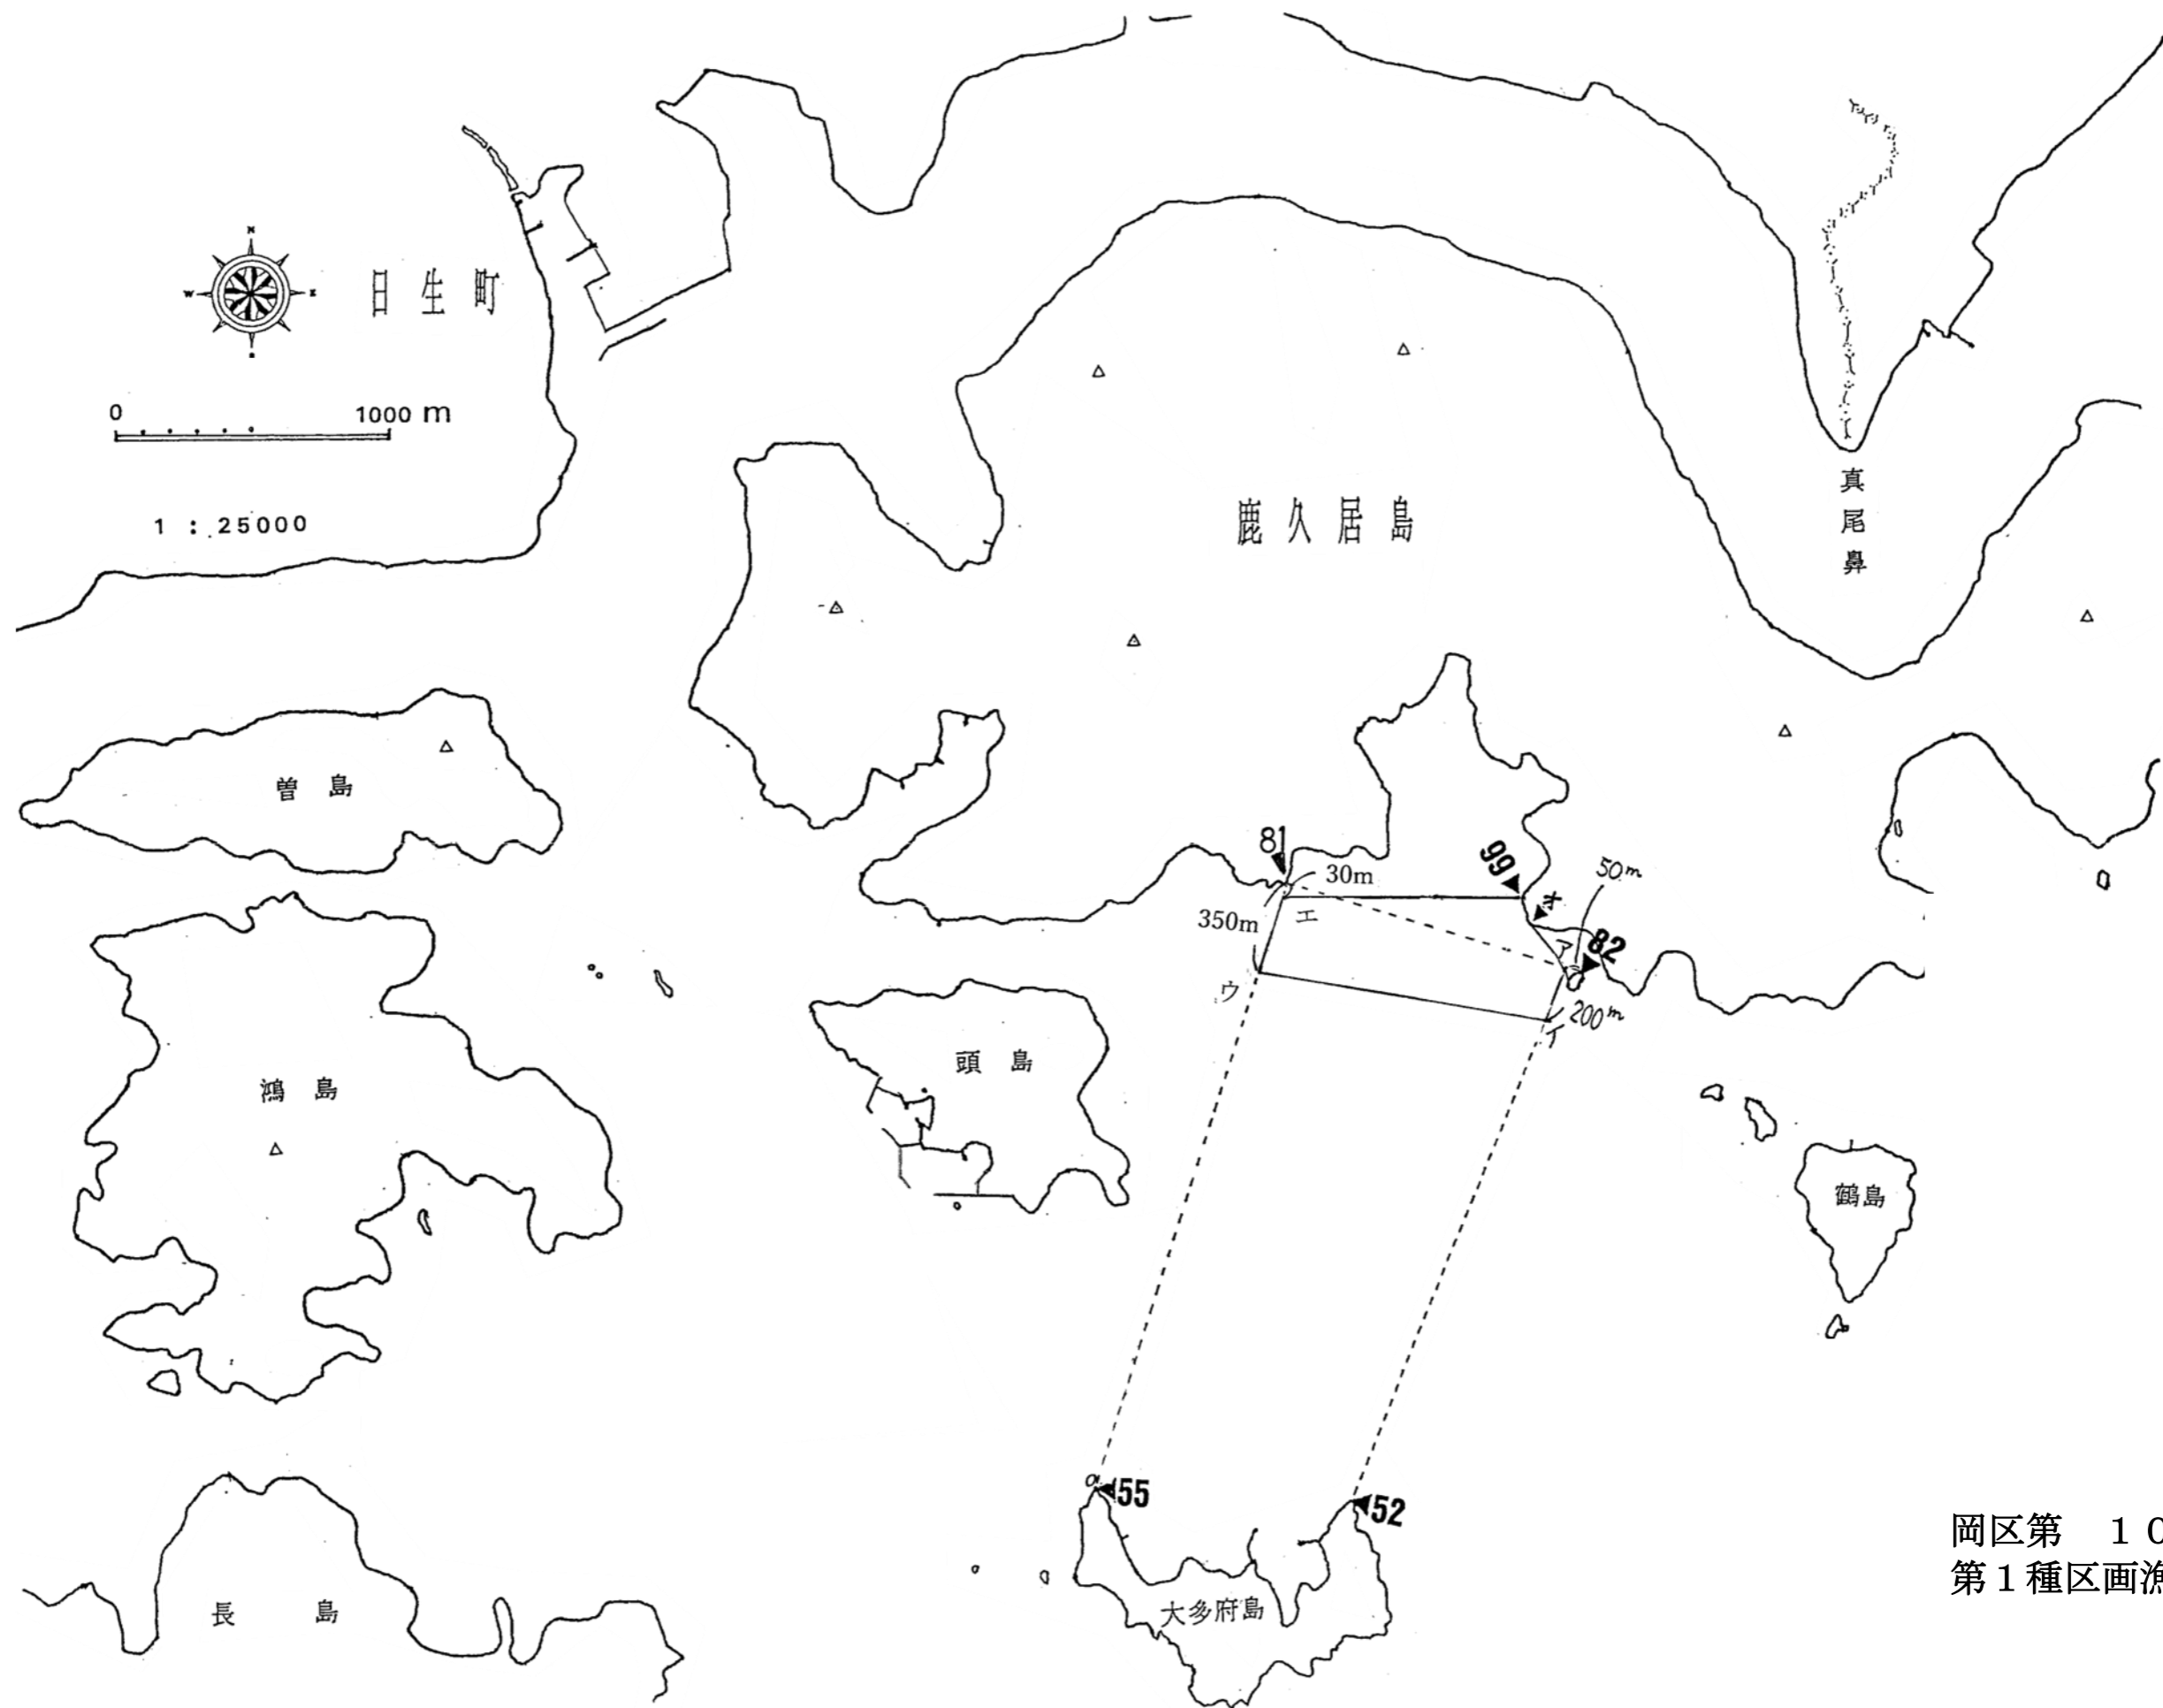 N
W
E
S
日生町
0 1000 m
1 : 25000
鹿久居島
真尾鼻
曽島
81
99
50m
30m
オ
350m
エ
ア
82
ウ
200m
イ
頭島
鴻島
鶴島
55
52
大多府島
長島
岡区第 10
第1種区画漁